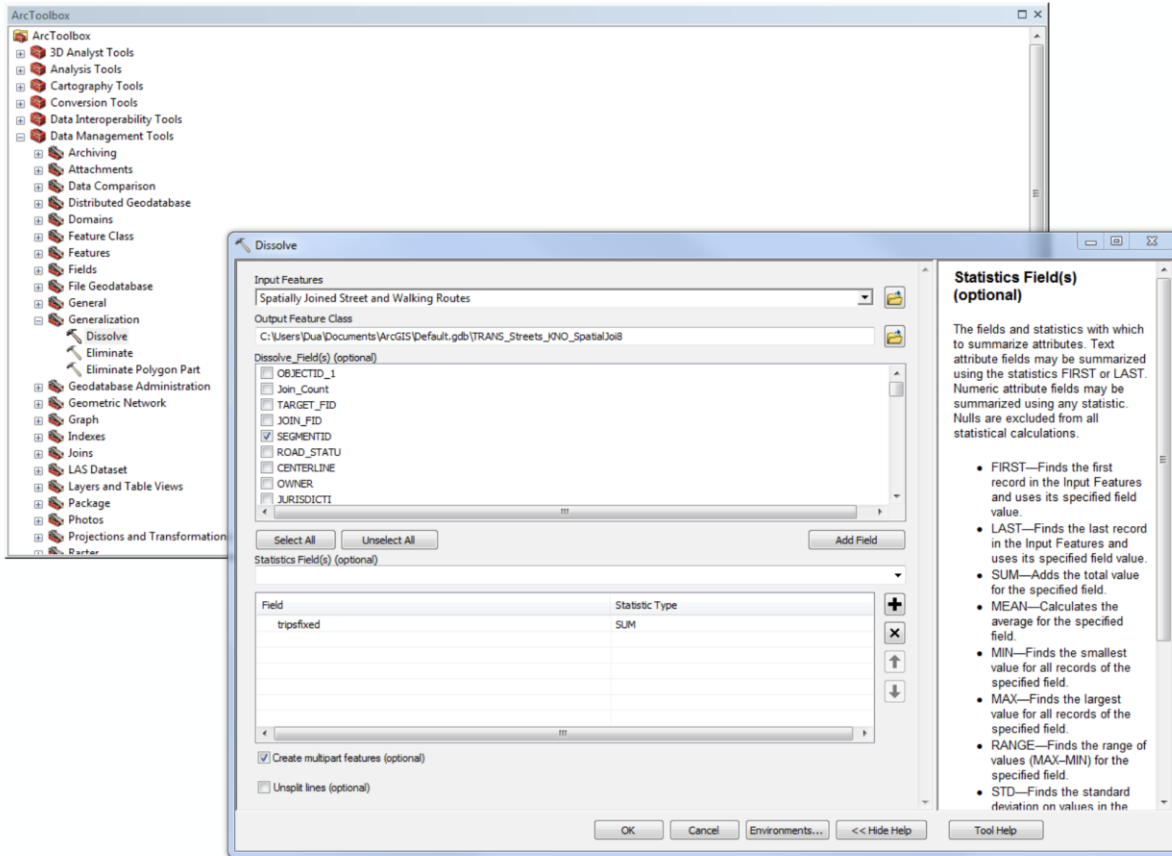 ArcToolbox
ArcToolbox
3D Analyst Tools
Analysis Tools
Cartography Tools
Conversion Tools
Data Interoperability Tools
Data Management Tools
Archiving
Attachments
Data Comparison
Distributed Geodatabase
Domains
Feature Class
Features
Fields
File Geodatabase
General
Generalization
Dissolve
Eliminate
Eliminate Polygon Part
Geodatabase Administration
Geometric Network
Graph
Indexes
Joins
LAS Dataset
Layers and Table Views
Package
Photos
Projections and Transformation
Raster
Dissolve
Input Features
Spatially Joined Street and Walking Routes
Output Feature Class
C:\Users\Dua\Documents\ArcGIS\Default.gdb\TRANS_Streets_KNO_SpatialJoi8
Dissolve_Field(s) (optional)
OBJECTID_1
Join_Count
TARGET_FID
JOIN_FID
SEGMENTID
ROAD_STATU
CENTERLINE
OWNER
JURISDICTI
Select All Unselect All Add Field
Statistics Field(s) (optional)
Field Statistic Type
tripsfixed SUM
Create multipart features (optional)
Unsplit lines (optional)
OK Cancel Environments... << Hide Help Tool Help
Statistics Field(s)
(optional)
The fields and statistics with which
to summarize attributes. Text
attribute fields may be summarized
using the statistics FIRST or LAST.
Numeric attribute fields may be
summarized using any statistic.
Nulls are excluded from all
statistical calculations.
• FIRST—Finds the first
record in the Input Features
and uses its specified field
value.
• LAST—Finds the last record
in the Input Features and
uses its specified field value.
• SUM—Adds the total value
for the specified field.
• MEAN—Calculates the
average for the specified
field.
• MIN—Finds the smallest
value for all records of the
specified field.
• MAX—Finds the largest
value for all records of the
specified field.
• RANGE—Finds the range of
values (MAX–MIN) for the
specified field.
• STD—Finds the standard
deviation on values in the